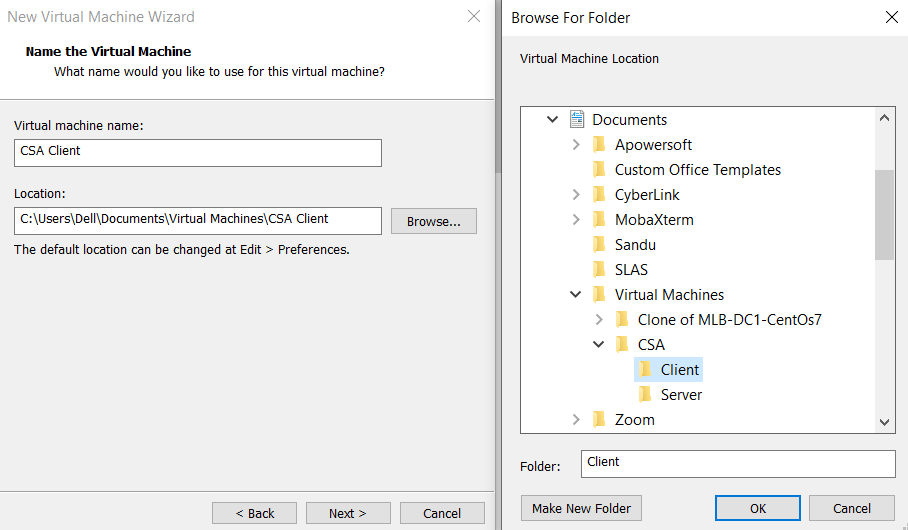 New Virtual Machine Wizard
Name the Virtual Machine
What name would you like to use for this virtual machine?
Virtual machine name:
CSA Client
Location:
C:\Users\Dell\Documents\Virtual Machines\CSA Client
Browse...
The default location can be changed at Edit > Preferences.
< Back
Next >
Cancel
Browse For Folder
Virtual Machine Location
Documents
Apowersoft
Custom Office Templates
CyberLink
MobaXterm
Sandu
SLAS
Virtual Machines
Clone of MLB-DC1-CentOs7
CSA
Client
Server
Zoom
Folder:
Client
Make New Folder
OK
Cancel